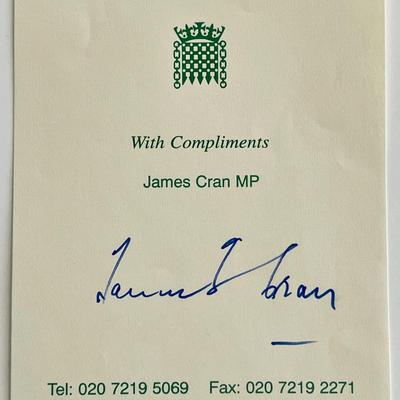 With Compliments
James Cran MP
James Cran
Tel: 020 7219 5069 Fax: 020 7219 2271